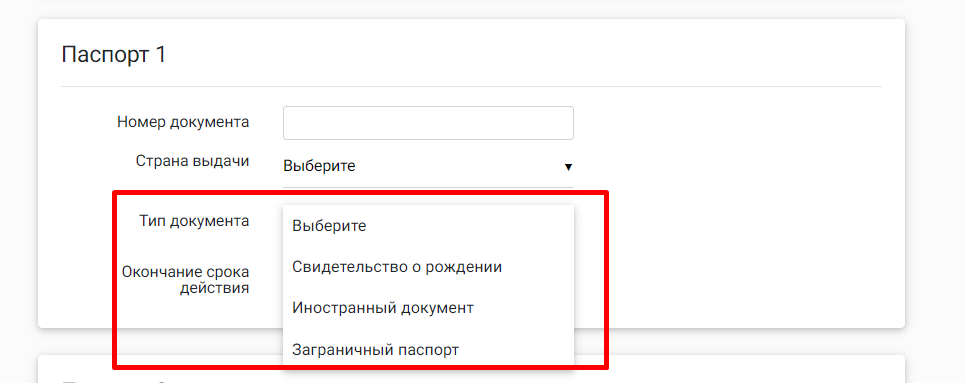 Паспорт 1
Номер документа
Страна выдачи
Выберите
Тип документа
Выберите
Свидетельство о рождении
Окончание срока
действия
Иностранный документ
Заграничный паспорт